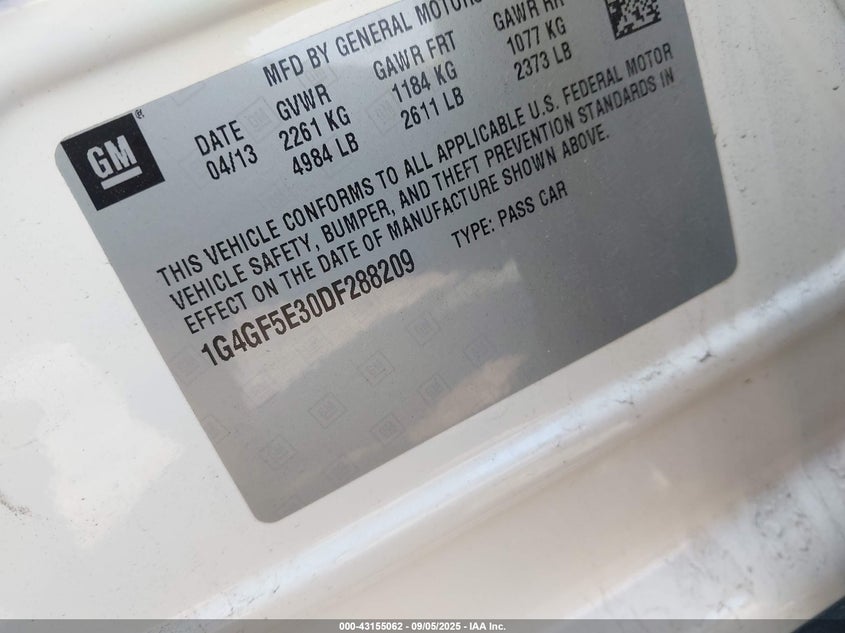 MFD BY GENERAL MOTORS
GM
DATE GVWR GAWR FRT GAWR RR
04/13 2261 KG 1184 KG 1077 KG
4984 LB 2611 LB 2373 LB
THIS VEHICLE CONFORMS TO ALL APPLICABLE U.S. FEDERAL MOTOR
VEHICLE SAFETY, BUMPER, AND THEFT PREVENTION STANDARDS IN
EFFECT ON THE DATE OF MANUFACTURE SHOWN ABOVE.
1G4GF5E30DF288209 TYPE: PASS CAR
000-43155062 - 09/05/2025 - IAA Inc.